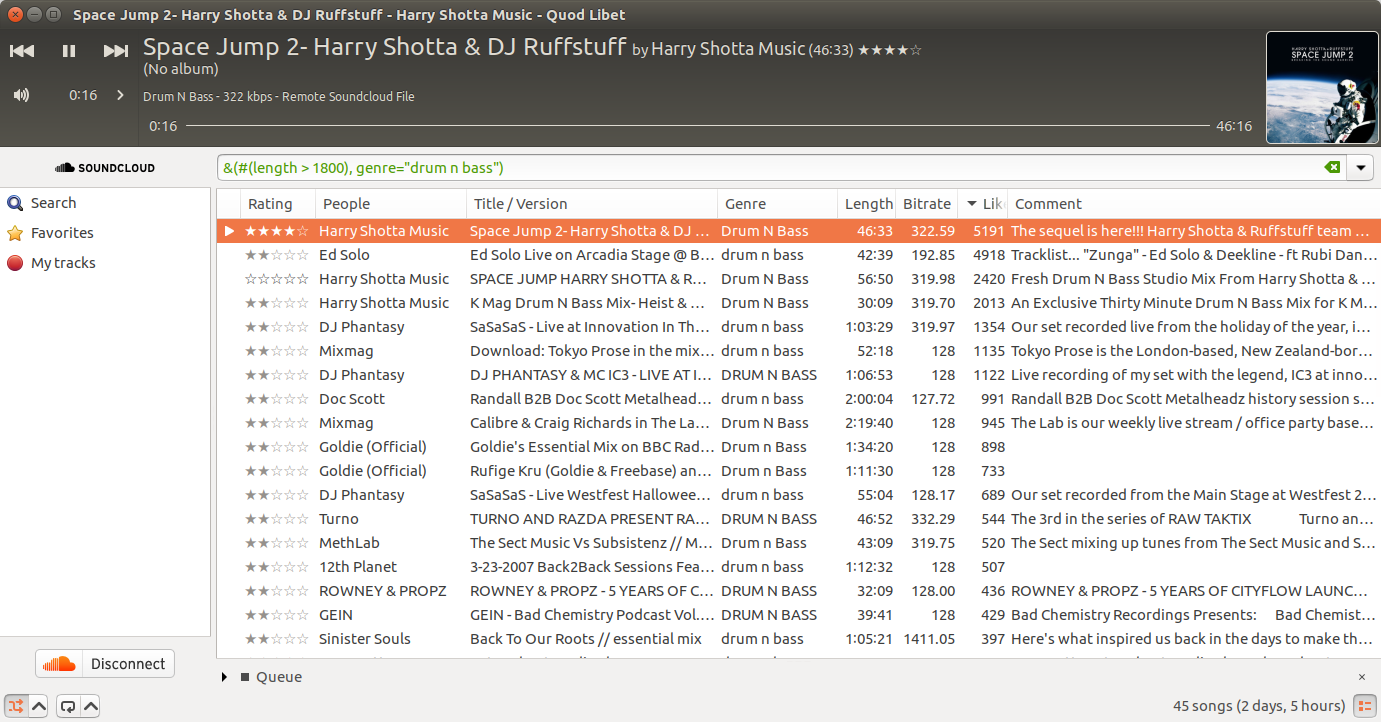 Space Jump 2- Harry Shotta & DJ Ruffstuff - Harry Shotta Music - Quod Libet
Space Jump 2- Harry Shotta & DJ Ruffstuff by Harry Shotta Music (46:33) ★★★★☆
(No album)
0:16
Drum N Bass - 322 kbps - Remote Soundcloud File
0:16 46:16
HARRY SHOTTA & RUFFSTUFF
SPACE JUMP 2
SOUNDCLOUD
&(#(length > 1800), genre="drum n bass")
Search
Favorites
My tracks
Rating People Title / Version Genre Length Bitrate Lik Comment
★★★★☆ Harry Shotta Music Space Jump 2- Harry Shotta & DJ ... Drum N Bass 46:33 322.59 5191 The sequel is here!!! Harry Shotta & Ruffstuff team ...
★★☆☆☆ Ed Solo Ed Solo Live on Arcadia Stage @ B... drum n bass 42:39 192.85 4918 Tracklist... "Zunga" - Ed Solo & Deekline - ft Rubi Dan...
☆☆☆☆☆ Harry Shotta Music SPACE JUMP HARRY SHOTTA & R... Drum N Bass 56:50 319.98 2420 Fresh Drum N Bass Studio Mix From Harry Shotta & ...
★★☆☆☆ Harry Shotta Music K Mag Drum N Bass Mix- Heist & ... Drum N Bass 30:09 319.70 2013 An Exclusive Thirty Minute Drum N Bass Mix for K M...
★★☆☆☆ DJ Phantasy SaSaSaS - Live at Innovation In Th... drum n bass 1:03:29 319.97 1354 Our set recorded live from the holiday of the year, i...
★★☆☆☆ Mixmag Download: Tokyo Prose in the mix... drum n bass 52:18 128 1135 Tokyo Prose is the London-based, New Zealand-bor...
★★☆☆☆ DJ Phantasy DJ PHANTASY & MC IC3 - LIVE AT I... DRUM N BASS 1:06:53 128 1122 Live recording of my set with the legend, IC3 at inno...
★★☆☆☆ Doc Scott Randall B2B Doc Scott Metalhead... drum n bass 2:00:04 127.72 991 Randall B2B Doc Scott Metalheadz history session s...
★★☆☆☆ Mixmag Calibre & Craig Richards in The La... Drum N Bass 2:19:40 128 945 The Lab is our weekly live stream / office party base...
★★☆☆☆ Goldie (Official) Goldie's Essential Mix on BBC Rad... Drum n Bass 1:34:20 128 898
★★☆☆☆ Goldie (Official) Rufige Kru (Goldie & Freebase) an... Drum n Bass 1:11:30 128 733
★★☆☆☆ DJ Phantasy SaSaSaS - Live Westfest Hallowee... drum n bass 55:04 128.17 689 Our set recorded from the Main Stage at Westfest 2...
★★☆☆☆ Turno TURNO AND RAZDA PRESENT RA... DRUM N BASS 46:52 332.29 544 The 3rd in the series of RAW TAKTIX Turno an...
★★☆☆☆ MethLab The Sect Music Vs Subsistenz // M... Drum n Bass 43:09 319.75 520 The Sect mixing up tunes from The Sect Music and S...
★★☆☆☆ 12th Planet 3-23-2007 Back2Back Sessions Fea... drum n bass 1:12:32 128 507
★★☆☆☆ ROWNEY & PROPZ ROWNEY & PROPZ - 5 YEARS OF C... DRUM N BASS 32:09 128.00 436 ROWNEY & PROPZ - 5 YEARS OF CITYFLOW LAUNC...
★★☆☆☆ GEIN GEIN - Bad Chemistry Podcast Vol.... DRUM N BASS 39:41 128 429 Bad Chemistry Recordings Presents: Bad Chemist...
★★☆☆☆ Sinister Souls Back To Our Roots // essential mix drum n bass 1:05:21 1411.05 397 Here's what inspired us back in the days to make th...
Disconnect
Queue
45 songs (2 days, 5 hours)